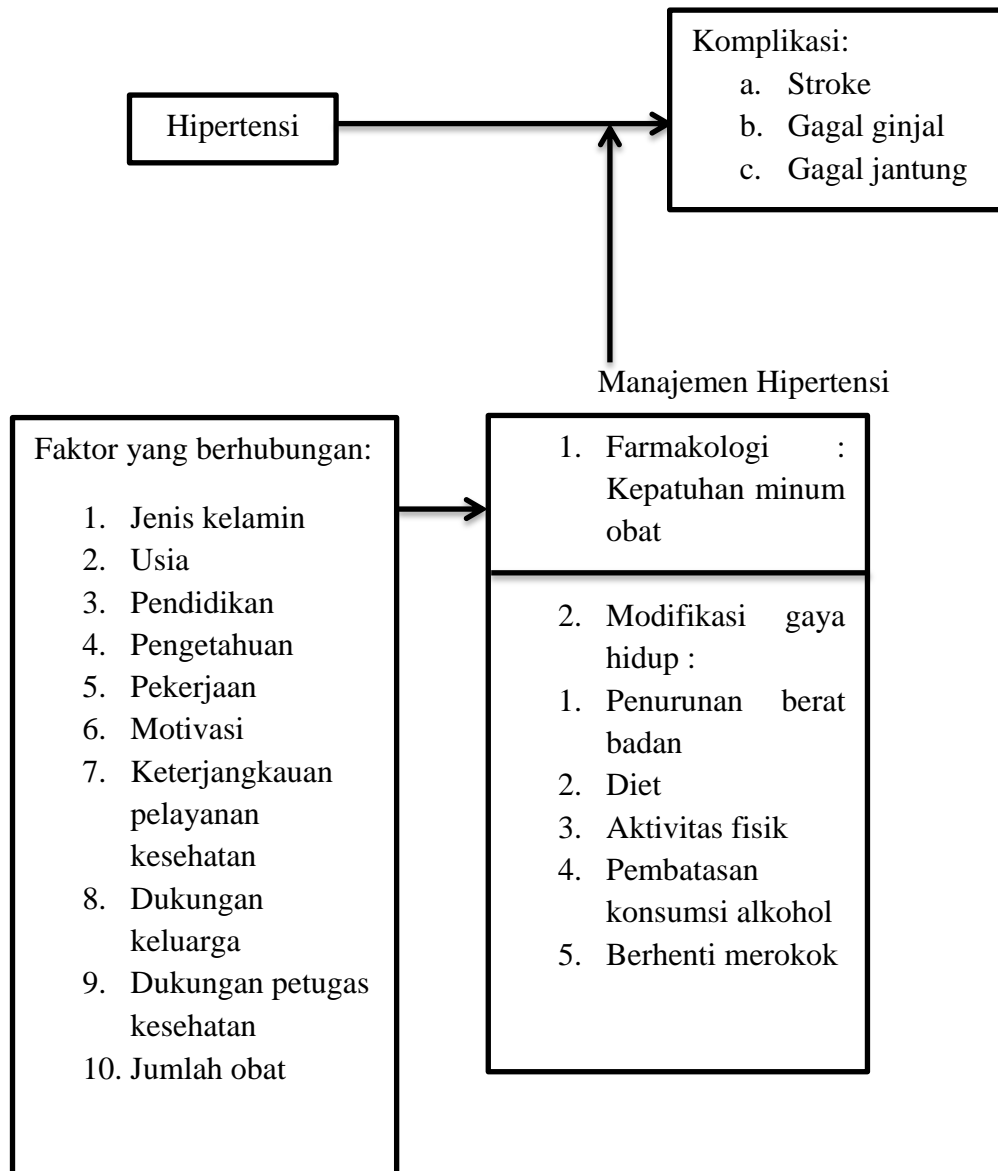 Komplikasi:
a. Stroke
b. Gagal ginjal
c. Gagal jantung
Hipertensi
Manajemen Hipertensi
Faktor yang berhubungan:
1. Jenis kelamin
2. Usia
3. Pendidikan
4. Pengetahuan
5. Pekerjaan
6. Motivasi
7. Keterjangkauan
pelayanan
kesehatan
8. Dukungan
keluarga
9. Dukungan petugas
kesehatan
10. Jumlah obat
1. Farmakologi :
Kepatuhan minum
obat
2. Modifikasi gaya
hidup :
1. Penurunan berat
badan
2. Diet
3. Aktivitas fisik
4. Pembatasan
konsumsi alkohol
5. Berhenti merokok